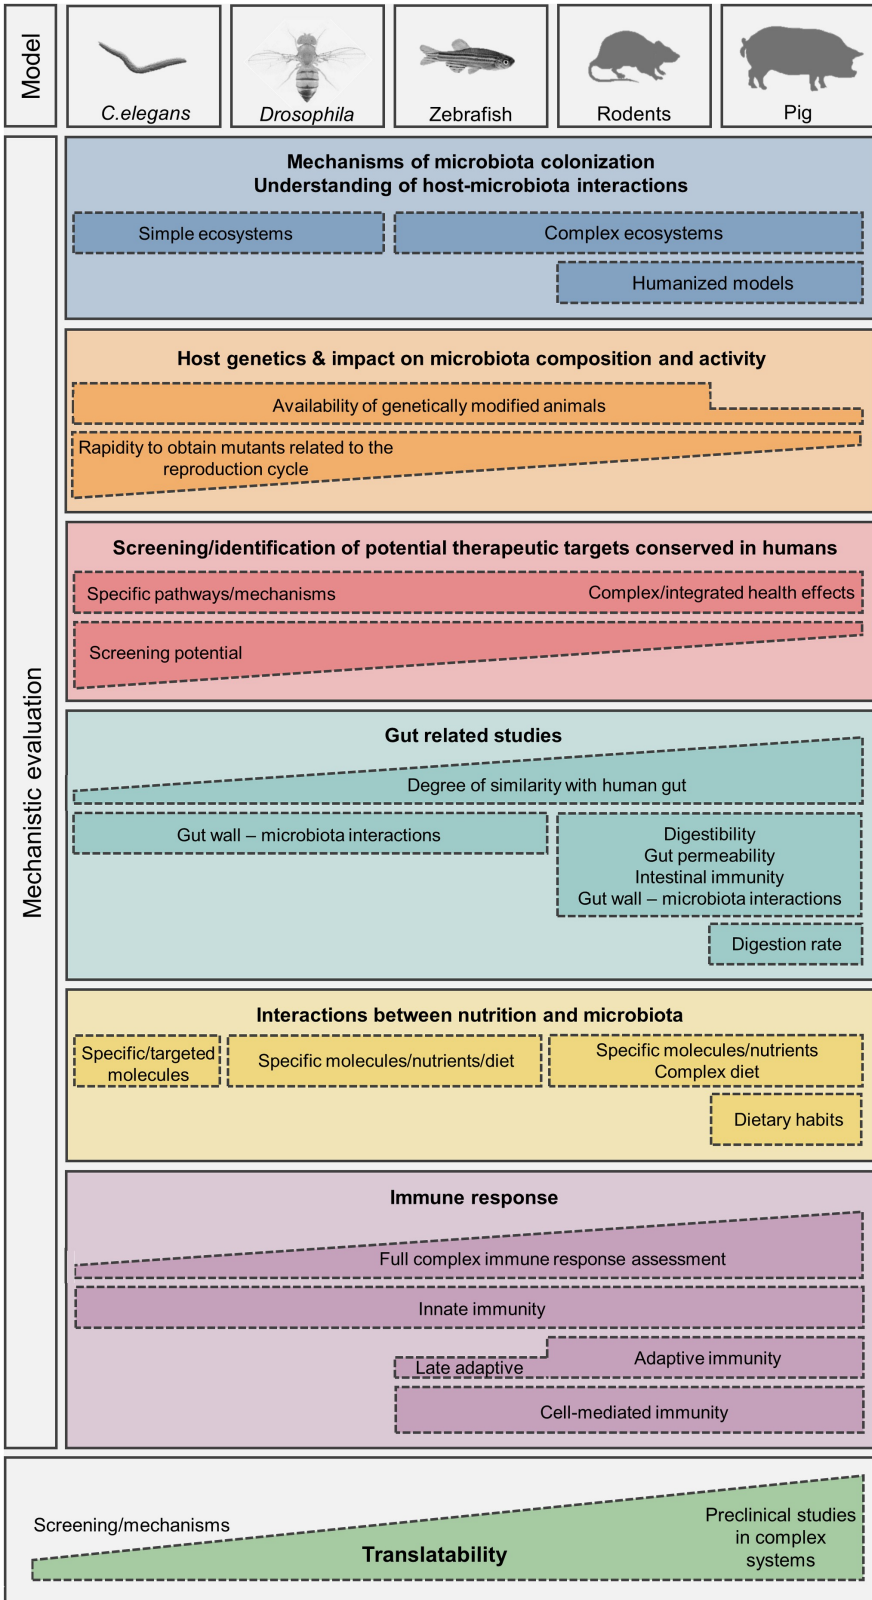 Model
C.elegans
Drosophila
Zebrafish
Rodents
Pig
Mechanistic evaluation
Mechanisms of microbiota colonization
Understanding of host-microbiota interactions
Simple ecosystems
Complex ecosystems
Humanized models
Host genetics & impact on microbiota composition and activity
Availability of genetically modified animals
Rapidity to obtain mutants related to the
reproduction cycle
Screening/identification of potential therapeutic targets conserved in humans
Specific pathways/mechanisms
Complex/integrated health effects
Screening potential
Gut related studies
Degree of similarity with human gut
Gut wall – microbiota interactions
Digestibility
Gut permeability
Intestinal immunity
Gut wall – microbiota interactions
Digestion rate
Interactions between nutrition and microbiota
Specific/targeted
molecules
Specific molecules/nutrients/diet
Specific molecules/nutrients
Complex diet
Dietary habits
Immune response
Full complex immune response assessment
Innate immunity
Late adaptive
Adaptive immunity
Cell-mediated immunity
Screening/mechanisms
Translatability
Preclinical studies
in complex
systems